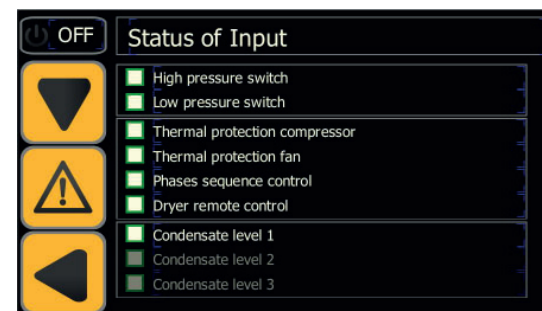 OFF
Status of Input
High pressure switch
Low pressure switch
Thermal protection compressor
Thermal protection fan
Phases sequence control
Dryer remote control
Condensate level 1
Condensate level 2
Condensate level 3